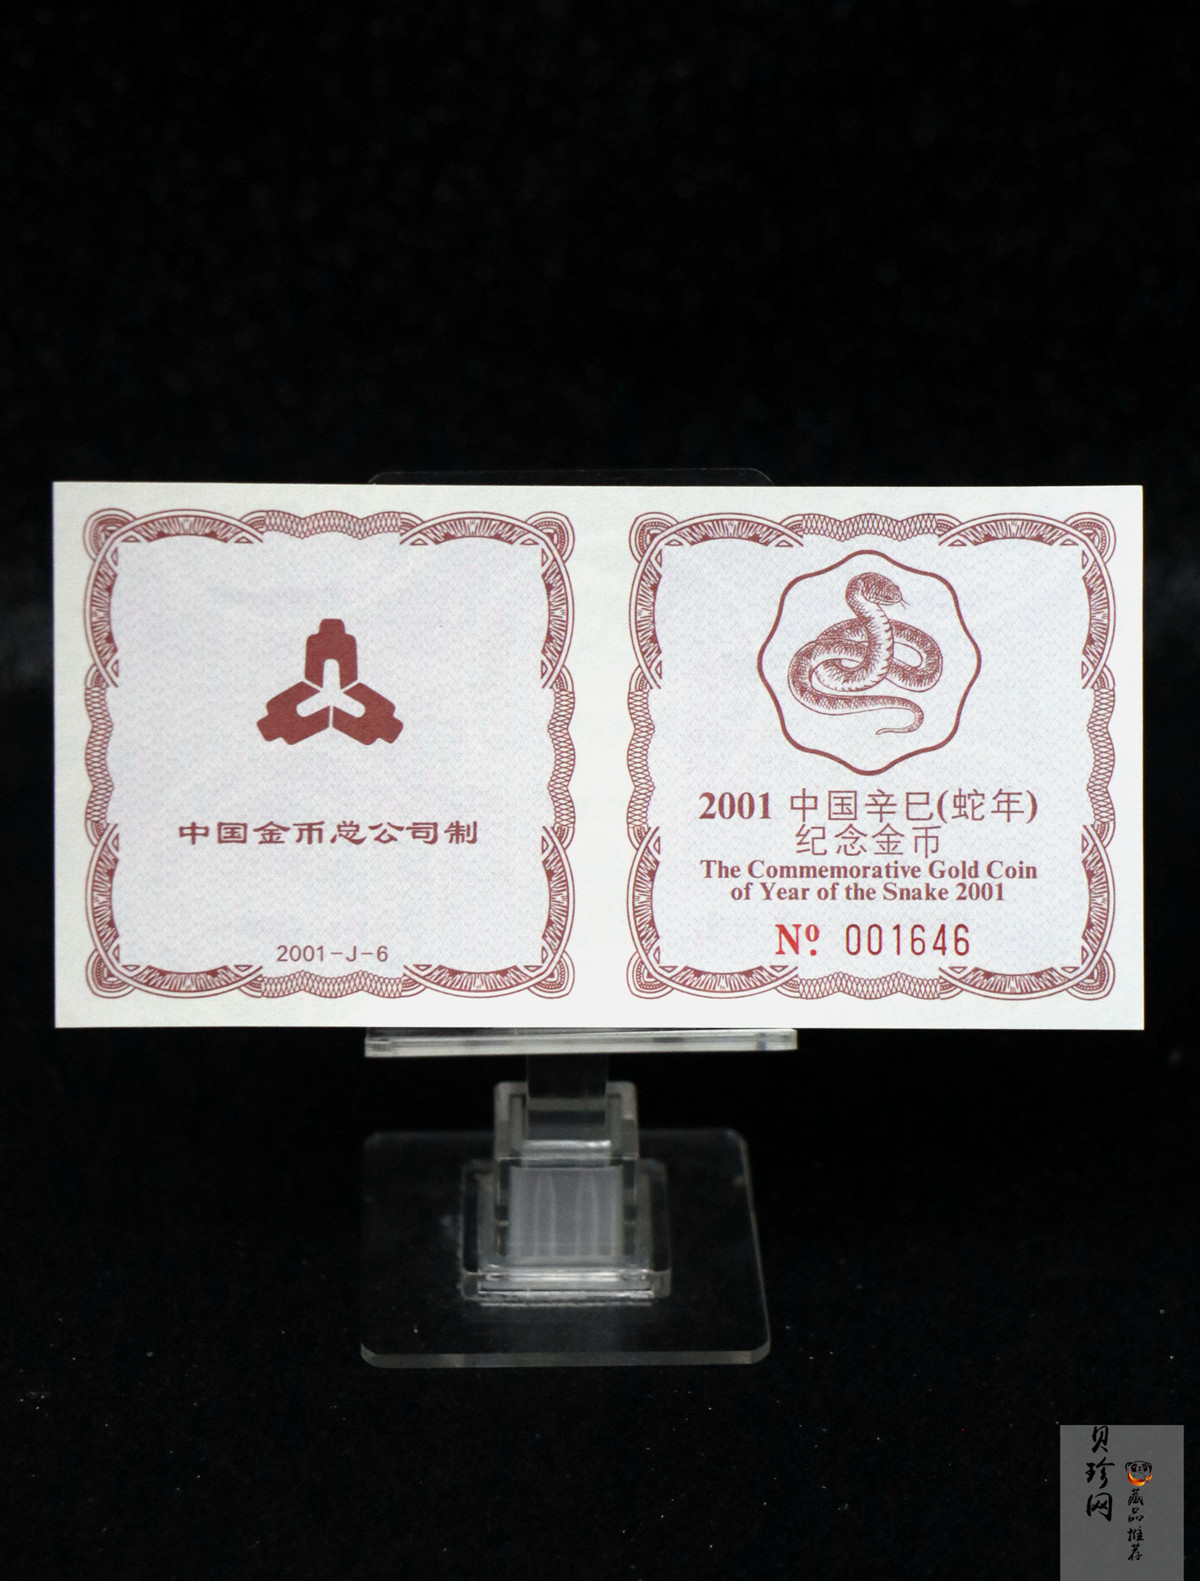 中国金币总公司制
2001-J-6
2001 中国辛巳(蛇年)
纪念金币
The Commemorative Gold Coin
of Year of the Snake 2001
Nº. 001646
贝珍网
藏品推荐